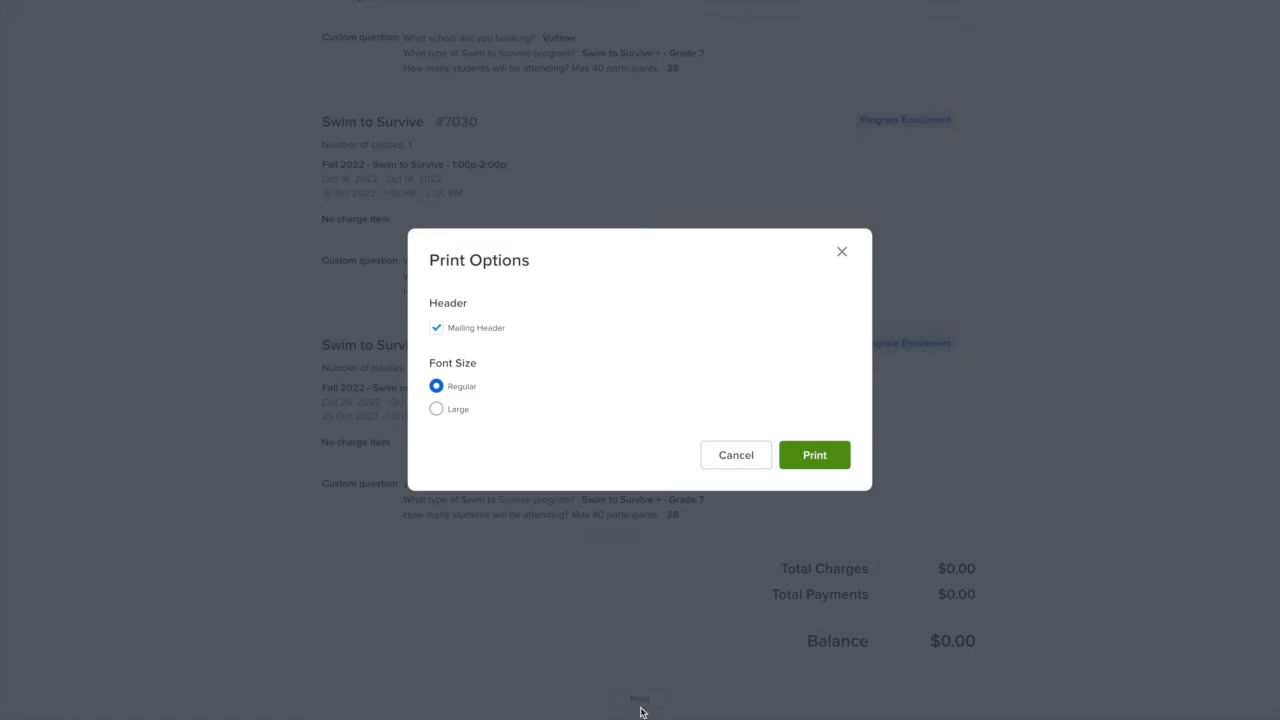 Custom question: What school are you booking? Vollmer
What type of Swim to Survive program? Swim to Survive + - Grade 7
How many students will be attending? Max 40 participants 28
Swim to Survive #7030
Program Enrolment
Number of classes: 1
Fall 2022 - Swim to Survive - 1:00p-2:00p:
Oct 18, 2022 - Oct 18, 2022
18 Oct 2022 1:00 PM - 2:00 PM
No charge item
Custom question:
Print Options
Header
Mailing Header
Font Size
Regular
Large
Cancel
Print
Swim to Surv
ogram Enrolment
Number of classes:
Fall 2022 - Swim to
Oct 25, 2022 - Oc
25 Oct 2022
No charge item
Custom question:
What type of Swim to Survive program? Swim to Survive + - Grade 7
How many students will be attending? Max 40 participants 28
Total Charges $0.00
Total Payments $0.00
Balance $0.00
Print